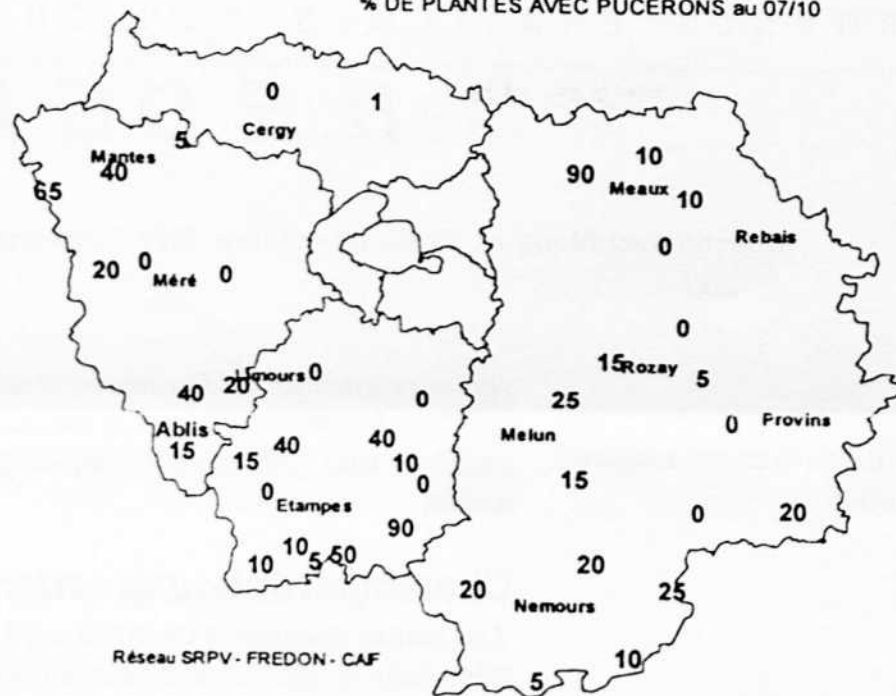 % DE PLANTES AVEC PUCERONS au 07/10
0 1
Cergy
5
Mantes
40
65
10
90
Meaux
10
Rebais
0
20 0 Méré 0
0
Limours 0
20
40
0
15 Rozay 5
25
Ablis
15
0 Provins
Melun
15 40 40
10
0
0
Etampes
15
90
0 20
10 10 5 50
20
20
25
Nemours
10
5
Réseau SRPV - FREDON - CAIF